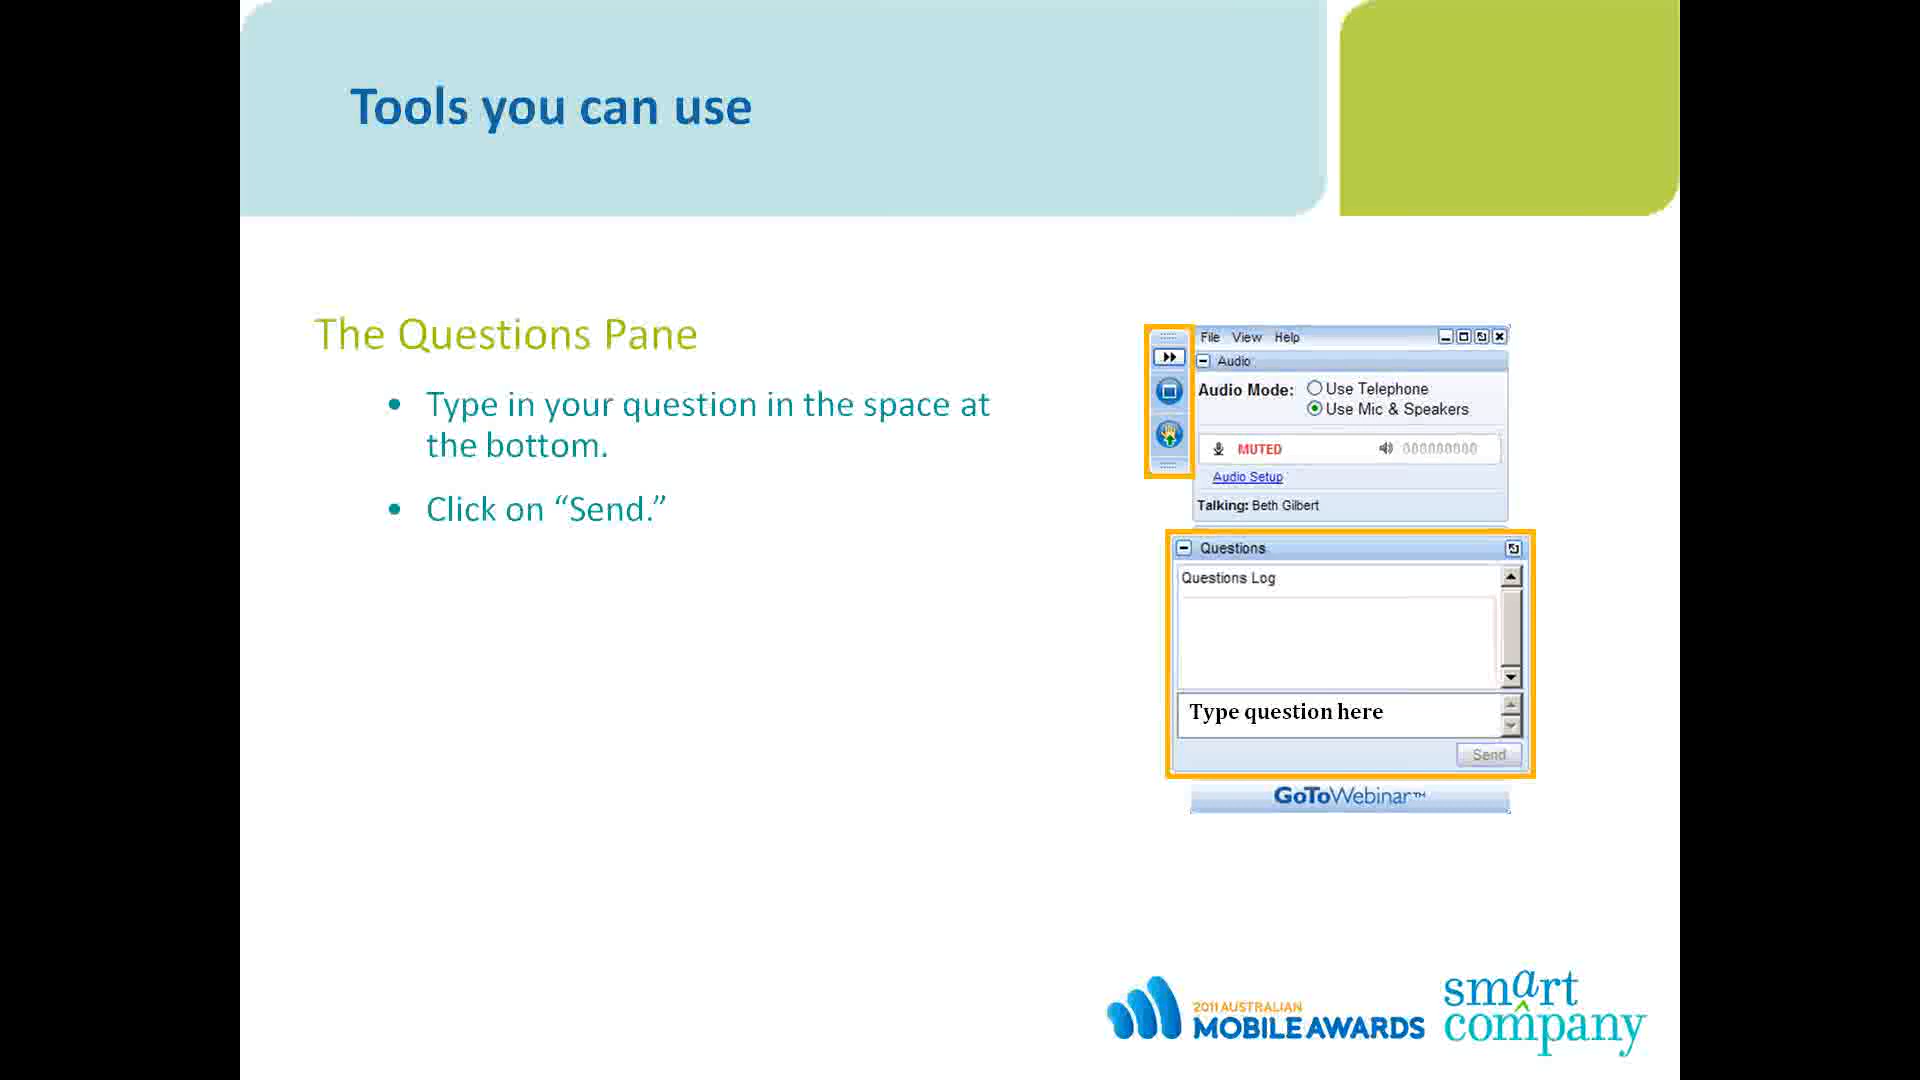 Tools you can use
The Questions Pane
• Type in your question in the space at
the bottom.
• Click on “Send.”
File View Help
Audio
Audio Mode: Use Telephone
Use Mic & Speakers
MUTED 000000000
Audio Setup
Talking: Beth Gilbert
Questions
Questions Log
Type question here
Send
GoToWebinar™
2011 AUSTRALIAN
MOBILE AWARDS
smart
company